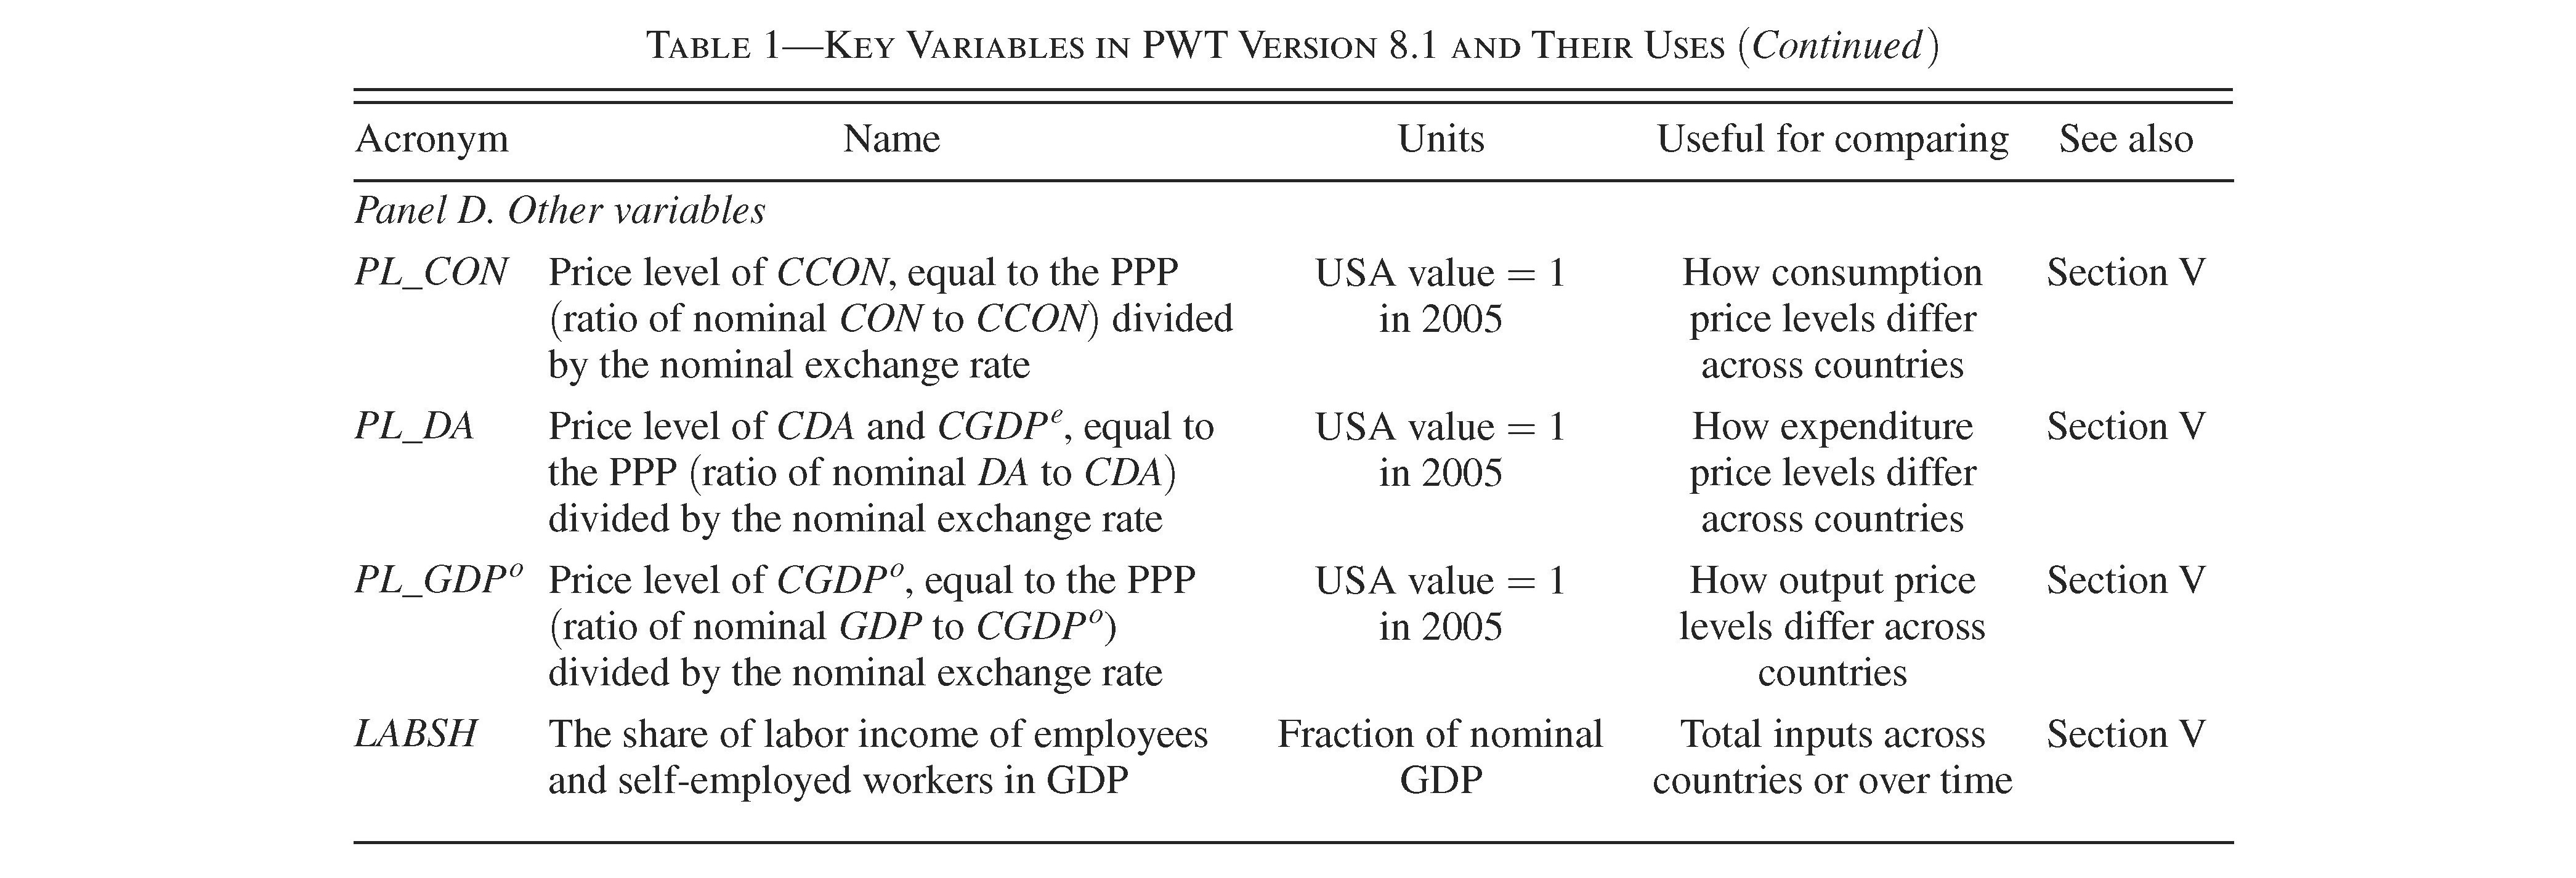 TABLE 1—KEY VARIABLES IN PWT VERSION 8.1 AND THEIR USES (Continued)
Acronym Name Units Useful for comparing See also
Panel D. Other variables
PL_CON Price level of CCON, equal to the PPP USA value = 1 How consumption Section V
(ratio of nominal CON to CCON) divided in 2005 price levels differ
by the nominal exchange rate across countries
PL_DA Price level of CDA and CGDPᵉ, equal to USA value = 1 How expenditure Section V
the PPP (ratio of nominal DA to CDA) in 2005 price levels differ
divided by the nominal exchange rate across countries
PL_GDPᵒ Price level of CGDPᵒ, equal to the PPP USA value = 1 How output price Section V
(ratio of nominal GDP to CGDPᵒ) in 2005 levels differ across
divided by the nominal exchange rate countries
LABSH The share of labor income of employees Fraction of nominal Total inputs across Section V
and self-employed workers in GDP GDP countries or over time